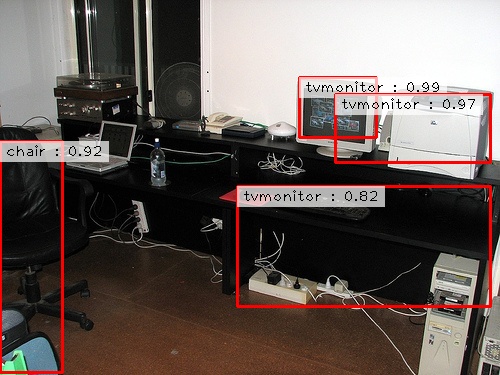 tvmonitor : 0.99
tvmonitor : 0.97
chair : 0.92
tvmonitor : 0.82